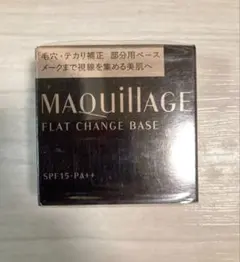 毛穴・テカリ補正　部分用ベース
メークまで視線を集める美肌へ
MAQuillAGE
FLAT CHANGE BASE
SPF15・PA++